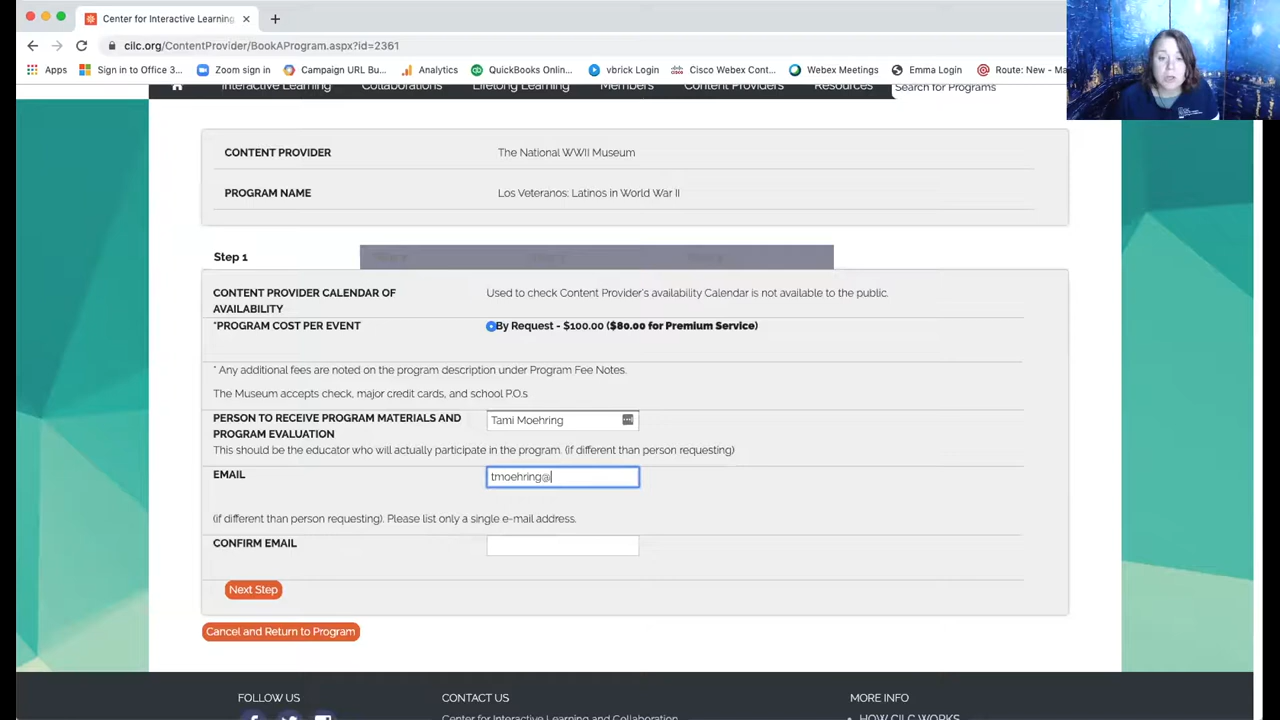 Center for Interactive Learning
cilc.org/ContentProvider/BookAProgram.aspx?id=2361
Apps Sign in to Office 3... Zoom sign in Campaign URL Bu... Analytics QuickBooks Onlin... vbrick Login Cisco Webex Cont... Webex Meetings Emma Login Route: New - Ma
Interactive Learning Collaborations Lifelong Learning Members Content Providers Resources Search for Programs
CONTENT PROVIDER The National WWII Museum
PROGRAM NAME Los Veteranos: Latinos in World War II
Step 1
CONTENT PROVIDER CALENDAR OF Used to check Content Provider's availability Calendar is not available to the public.
AVAILABILITY
*PROGRAM COST PER EVENT By Request - $100.00 ($80.00 for Premium Service)
* Any additional fees are noted on the program description under Program Fee Notes.
The Museum accepts check, major credit cards, and school P.O.s
PERSON TO RECEIVE PROGRAM MATERIALS AND Tami Moehring
PROGRAM EVALUATION
This should be the educator who will actually participate in the program. (if different than person requesting)
EMAIL tmoehring@
(if different than person requesting). Please list only a single e-mail address.
CONFIRM EMAIL
Next Step
Cancel and Return to Program
FOLLOW US CONTACT US MORE INFO
Center for Interactive Learning and Collaboration
HOW CILC WORKS